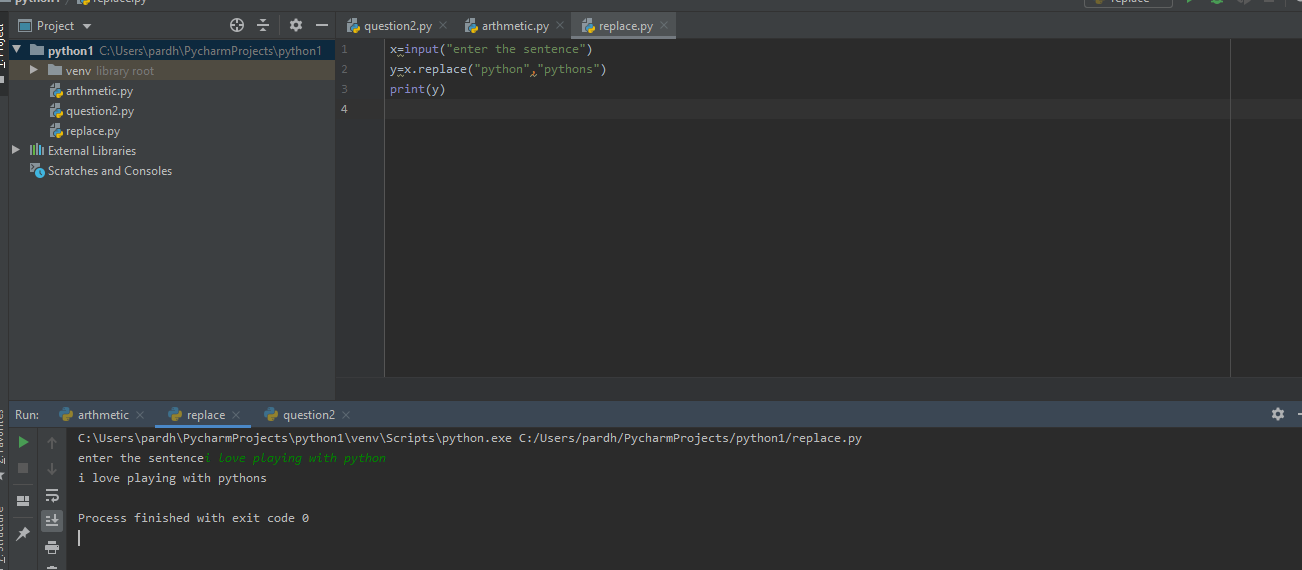 python1 replace.py replace
Project question2.py arthmetic.py replace.py
1: Project
python1 C:\Users\pardh\PycharmProjects\python1
venv library root
arthmetic.py
question2.py
replace.py
External Libraries
Scratches and Consoles
1 x=input("enter the sentence")
2 y=x.replace("python","pythons")
3 print(y)
4
Run: arthmetic replace question2
C:\Users\pardh\PycharmProjects\python1\venv\Scripts\python.exe C:/Users/pardh/PycharmProjects/python1/replace.py
enter the sentencei love playing with python
i love playing with pythons
Process finished with exit code 0
2: Favorites
Z: Structure